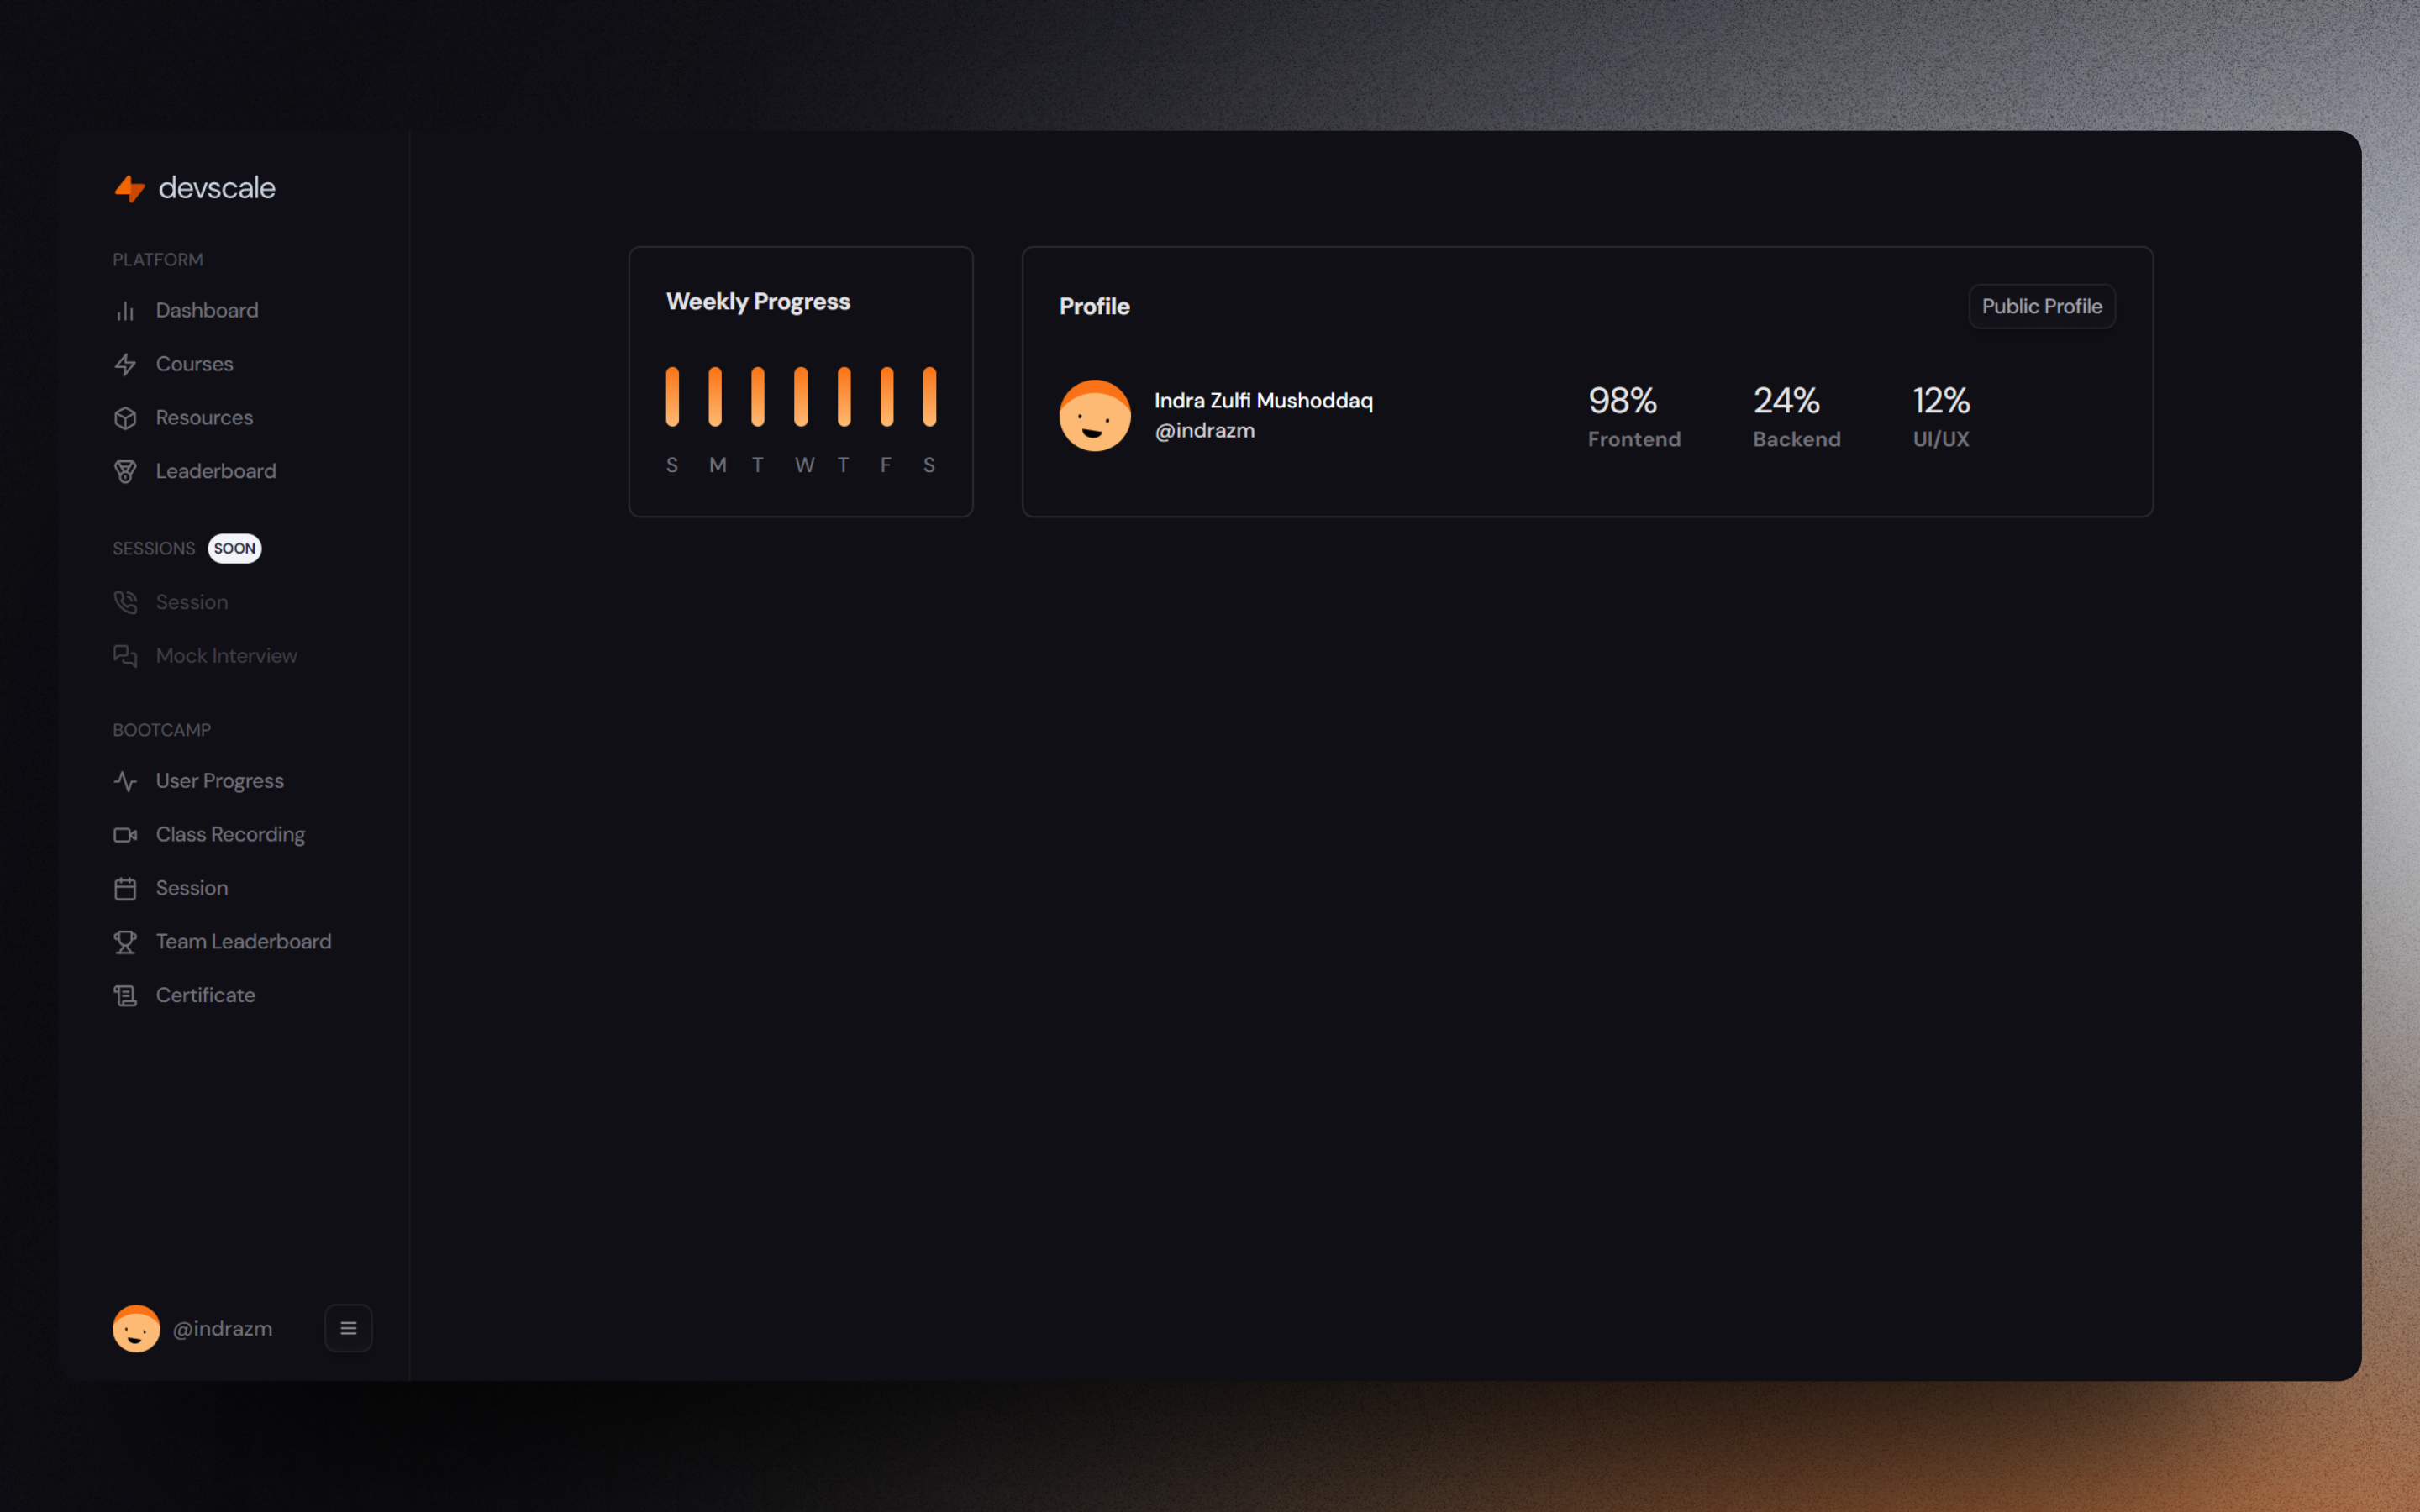 devscale
PLATFORM
Dashboard
Courses
Resources
Leaderboard
SESSIONS SOON
Session
Mock Interview
BOOTCAMP
User Progress
Class Recording
Session
Team Leaderboard
Certificate
@indrazm
Weekly Progress
S M T W T F S
Profile
Public Profile
Indra Zulfi Mushoddaq
@indrazm
98% 24% 12%
Frontend Backend UI/UX